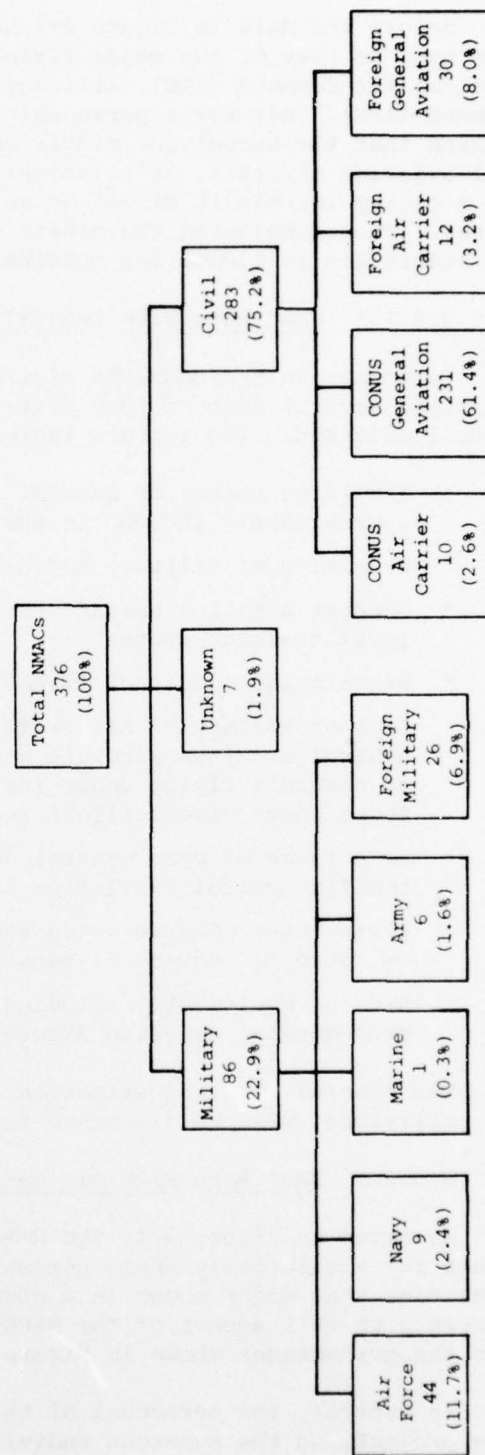 Total NMACs
376
(100%)
Military
86
(22.9%)
Unknown
7
(1.9%)
Civil
283
(75.2%)
Air
Force
44
(11.7%)
Navy
9
(2.4%)
Marine
1
(0.3%)
Army
6
(1.6%)
Foreign
Military
26
(6.9%)
CONUS
Air
Carrier
10
(2.6%)
CONUS
General
Aviation
231
(61.4%)
Foreign
Air
Carrier
12
(3.2%)
Foreign
General
Aviation
30
(8.0%)